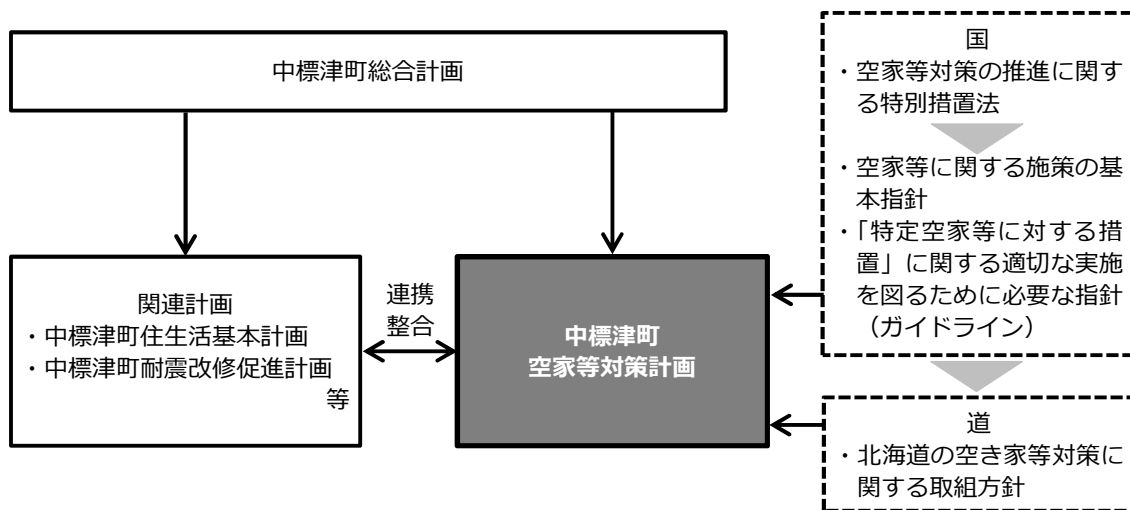 中標津町総合計画
関連計画
・中標津町住生活基本計画
・中標津町耐震改修促進計画
等
連携
整合
中標津町
空家等対策計画
国
・空家等対策の推進に関す
る特別措置法
・空家等に関する施策の基
本指針
・「特定空家等に対する措
置」に関する適切な実施
を図るために必要な指針
（ガイドライン）
道
・北海道の空き家等対策に
関する取組方針